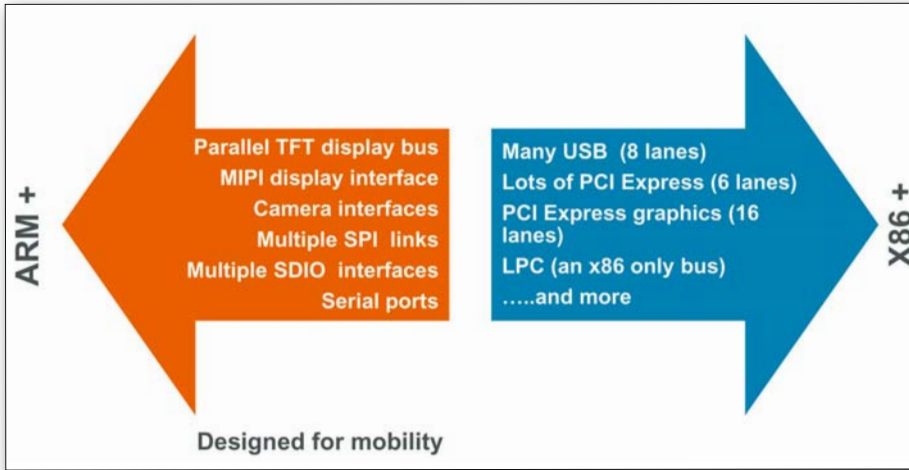 ARM +
Parallel TFT display bus
MIPI display interface
Camera interfaces
Multiple SPI links
Multiple SDIO interfaces
Serial ports
Many USB (8 lanes)
Lots of PCI Express (6 lanes)
PCI Express graphics (16
lanes)
LPC (an x86 only bus)
…..and more
X86 +
Designed for mobility